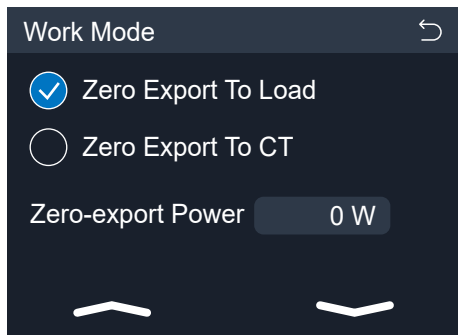 Work Mode
Zero Export To Load
Zero Export To CT
Zero-export Power 0 W